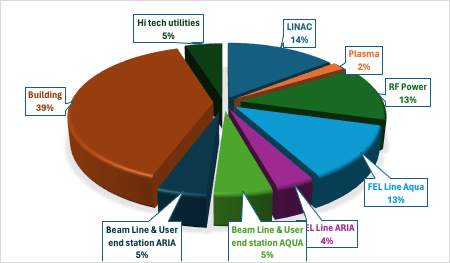 Hi tech utilities
5%
LINAC
14%
Plasma
2%
RF Power
13%
FEL Line Aqua
13%
EL Line ARIA
4%
Beam Line & User
end station AQUA
5%
Beam Line & User
end station ARIA
5%
Building
39%